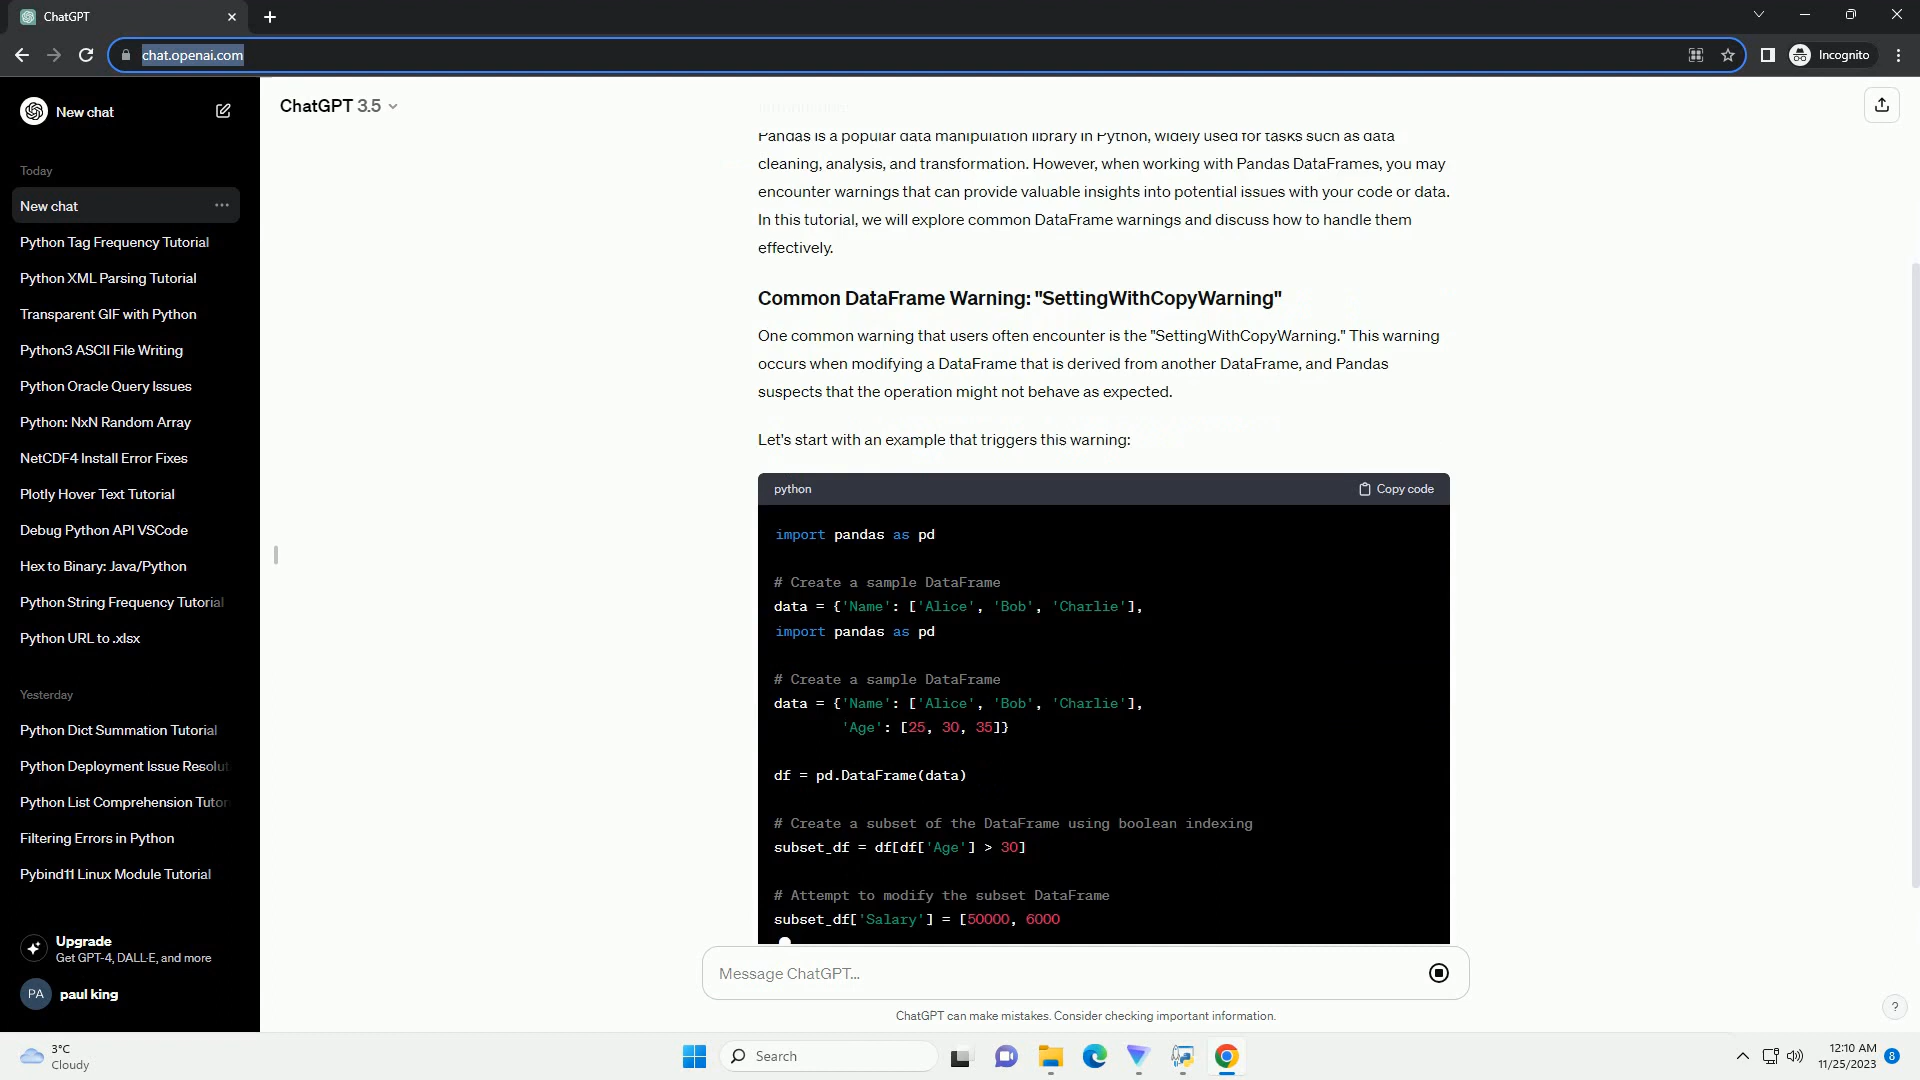 ChatGPT
chat.openai.com
Incognito
New chat
Today
New chat
Python Tag Frequency Tutorial
Python XML Parsing Tutorial
Transparent GIF with Python
Python3 ASCII File Writing
Python Oracle Query Issues
Python: NxN Random Array
NetCDF4 Install Error Fixes
Plotly Hover Text Tutorial
Debug Python API VSCode
Hex to Binary: Java/Python
Python String Frequency Tutorial
Python URL to .xlsx
Yesterday
Python Dict Summation Tutorial
Python Deployment Issue Resolut
Python List Comprehension Tutor
Filtering Errors in Python
Pybind11 Linux Module Tutorial
Upgrade
Get GPT-4, DALL·E, and more
PA paul king
ChatGPT 3.5
Pandas is a popular data manipulation library in Python, widely used for tasks such as data
cleaning, analysis, and transformation. However, when working with Pandas DataFrames, you may
encounter warnings that can provide valuable insights into potential issues with your code or data.
In this tutorial, we will explore common DataFrame warnings and discuss how to handle them
effectively.
Common DataFrame Warning: "SettingWithCopyWarning"
One common warning that users often encounter is the "SettingWithCopyWarning." This warning
occurs when modifying a DataFrame that is derived from another DataFrame, and Pandas
suspects that the operation might not behave as expected.
Let's start with an example that triggers this warning:
python Copy code
import pandas as pd
# Create a sample DataFrame
data = {'Name': ['Alice', 'Bob', 'Charlie'],
import pandas as pd
# Create a sample DataFrame
data = {'Name': ['Alice', 'Bob', 'Charlie'],
'Age': [25, 30, 35]}
df = pd.DataFrame(data)
# Create a subset of the DataFrame using boolean indexing
subset_df = df[df['Age'] > 30]
# Attempt to modify the subset DataFrame
subset_df['Salary'] = [50000, 6000
Message ChatGPT...
ChatGPT can make mistakes. Consider checking important information.
?
3°C
Cloudy
Search
12:10 AM
11/25/2023
8